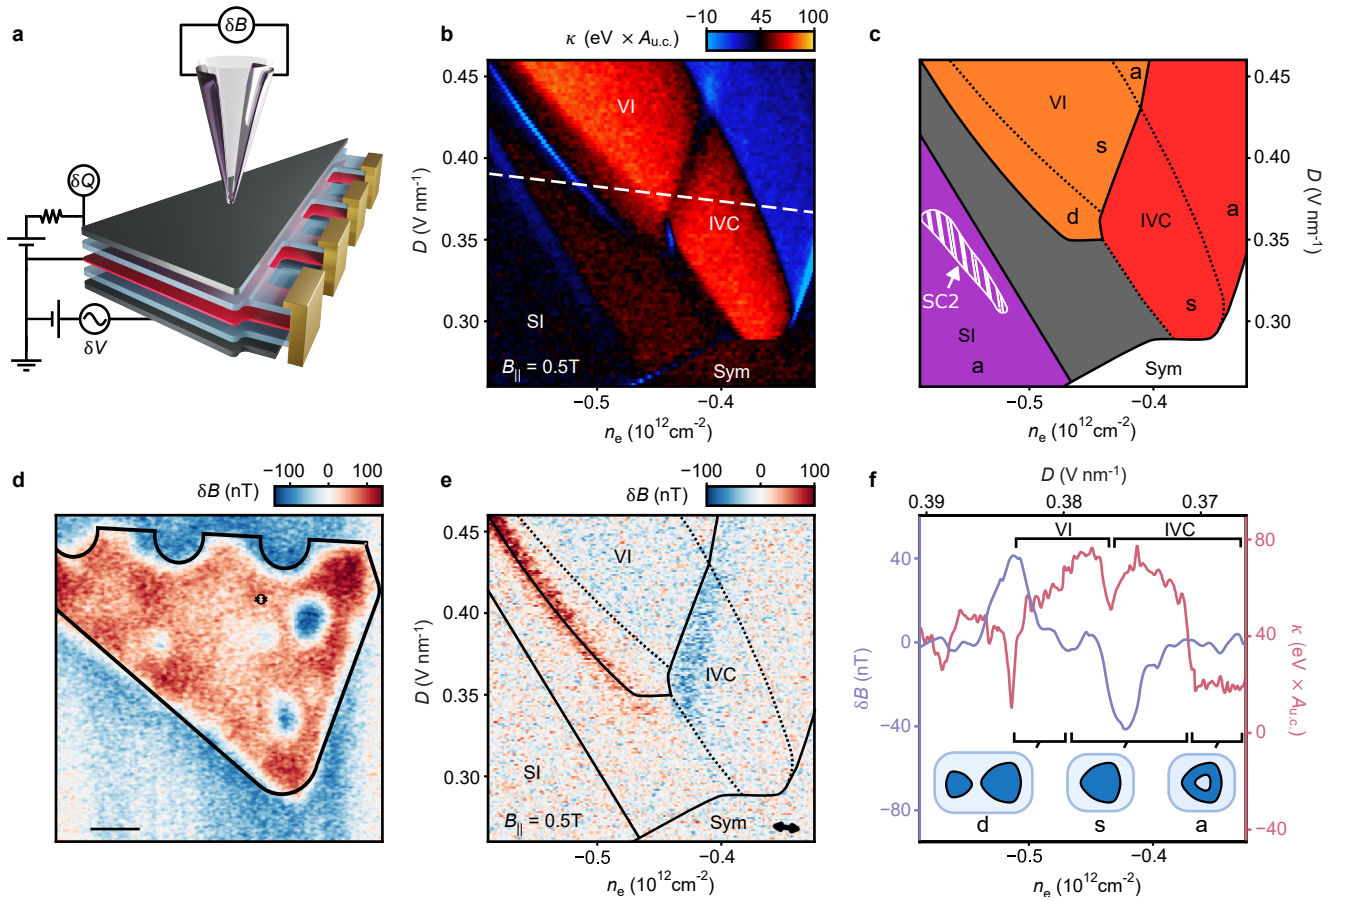 a
δB
δQ
δV
b
κ (eV × A_u.c.)
−10 45 100
0.45
0.40
0.35
0.30
D (V nm⁻¹)
VI
IVC
SI
Sym
B_|| = 0.5T
−0.5 −0.4
nₑ (10¹²cm⁻²)
c
VI
a
s
d
IVC
a
s
SC2
SI
a
Sym
0.45
0.40
0.35
0.30
D (V nm⁻¹)
−0.5 −0.4
nₑ (10¹²cm⁻²)
d
−100 0 100
δB (nT)
e
−100 0 100
δB (nT)
0.45
0.40
0.35
0.30
D (V nm⁻¹)
VI
IVC
SI
Sym
B_|| = 0.5T
−0.5 −0.4
nₑ (10¹²cm⁻²)
f
D (V nm⁻¹)
0.39 0.38 0.37
VI IVC
40
0
−40
−80
δB (nT)
80
40
0
−40
κ (eV × A_u.c.)
d s a
−0.5 −0.4
nₑ (10¹²cm⁻²)